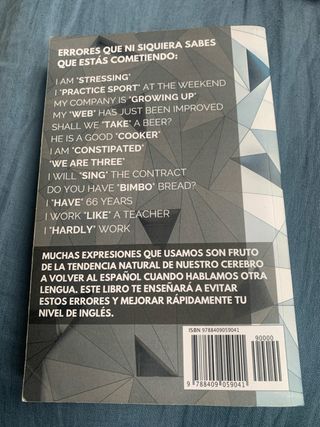 ERRORES QUE NI SIQUIERA SABES
QUE ESTÁS COMETIENDO:
I AM "STRESSING"
I "PRACTICE SPORT" AT THE WEEKEND
MY COMPANY IS "GROWING UP"
MY "WEB" HAS JUST BEEN IMPROVED
SHALL WE "TAKE" A BEER?
HE IS A GOOD "COOKER"
I AM "CONSTIPATED"
"WE ARE THREE"
I WILL "SING" THE CONTRACT
DO YOU HAVE "BIMBO" BREAD?
I "HAVE" 66 YEARS
I WORK "LIKE" A TEACHER
I "HARDLY" WORK
MUCHAS EXPRESIONES QUE USAMOS SON FRUTO
DE LA TENDENCIA NATURAL DE NUESTRO CEREBRO
A VOLVER AL ESPAÑOL CUANDO HABLAMOS OTRA
LENGUA. ESTE LIBRO TE ENSEÑARÁ A EVITAR
ESTOS ERRORES Y MEJORAR RÁPIDAMENTE TU
NIVEL DE INGLÉS.
ISBN 9788409059041
90000
9 788409 059041